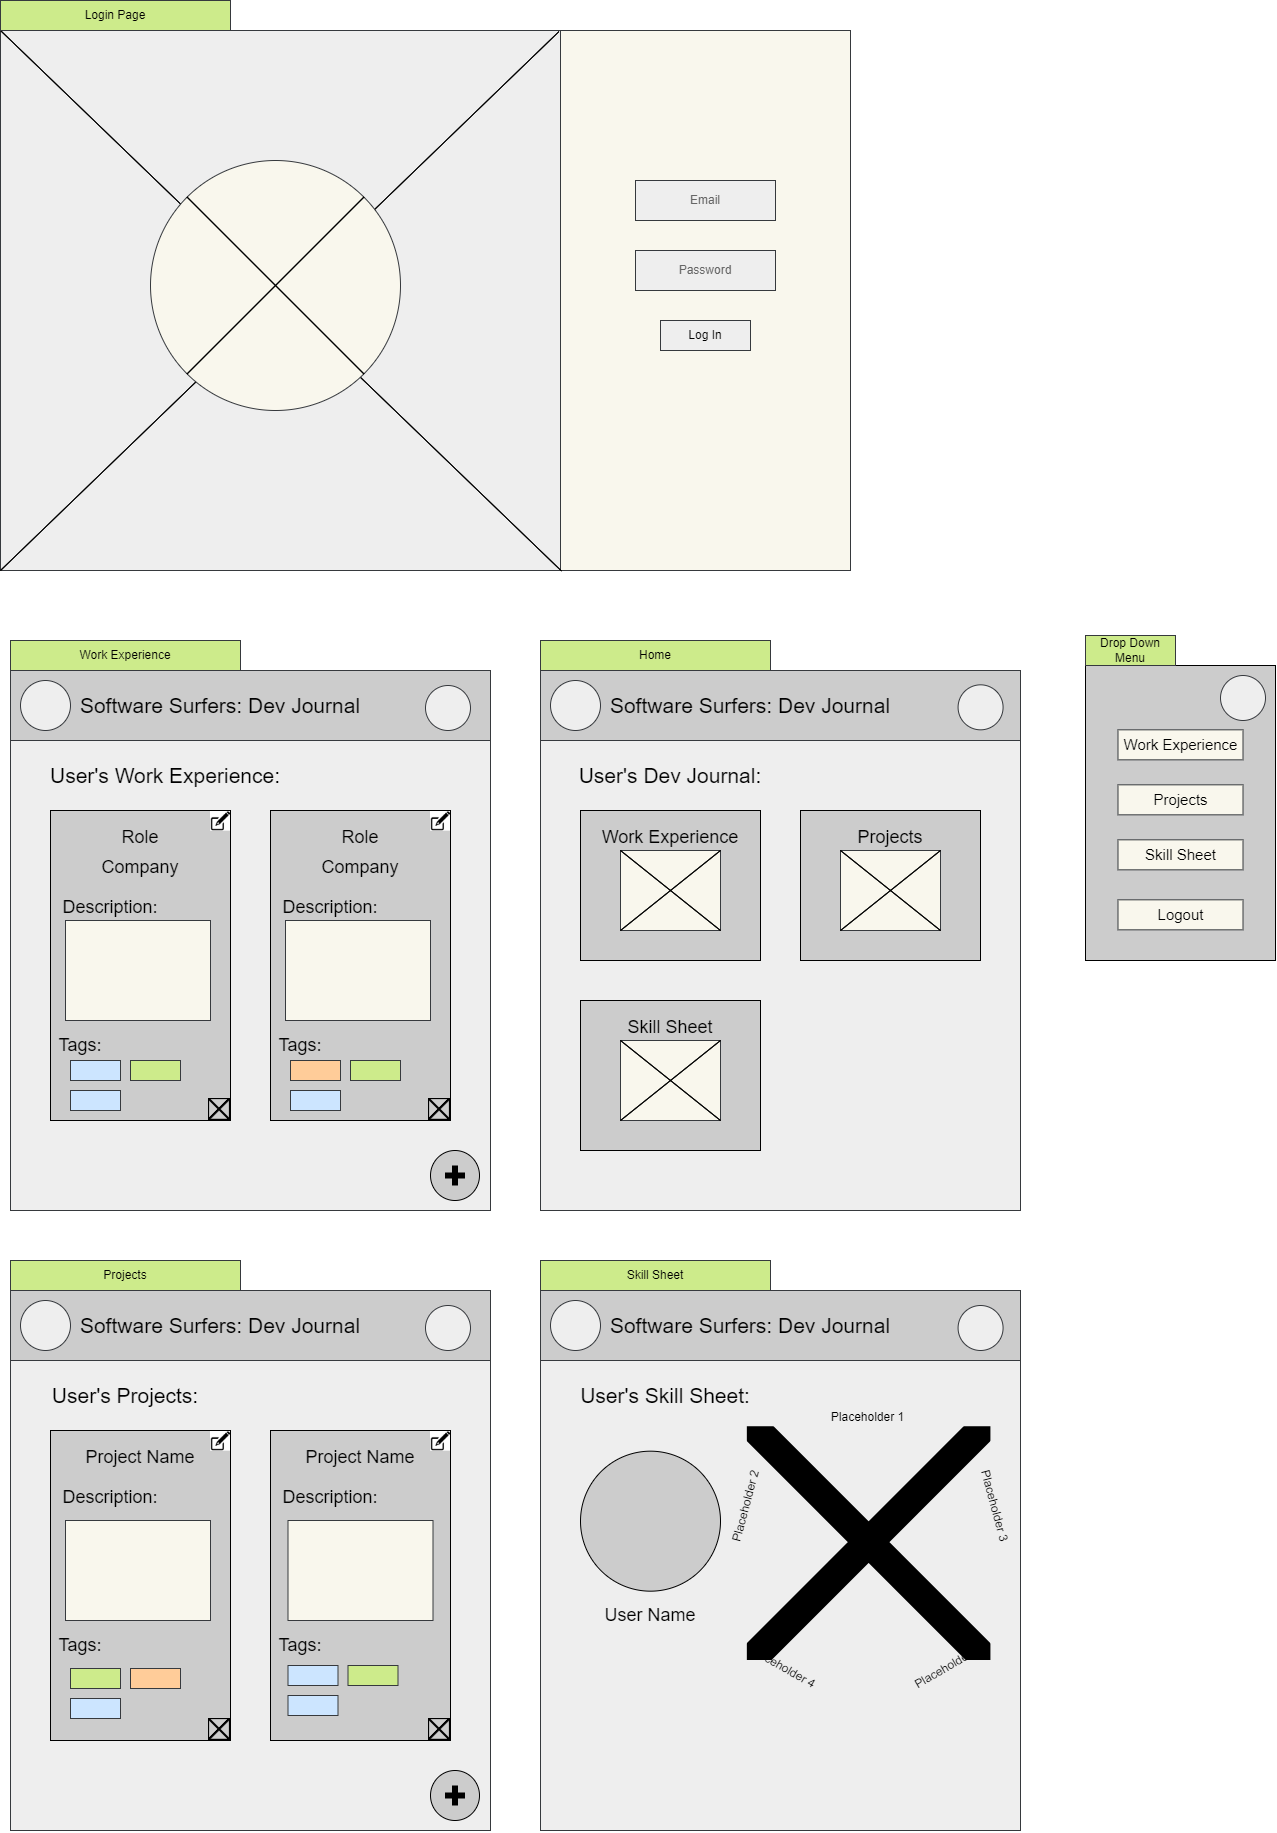 Login Page
Email
Password
Log In
Work Experience
Software Surfers: Dev Journal
User's Work Experience:
Role
Company
Description:
Tags:
Role
Company
Description:
Tags:
Home
Software Surfers: Dev Journal
User's Dev Journal:
Work Experience
Projects
Skill Sheet
Drop Down
Menu
Work Experience
Projects
Skill Sheet
Logout
Projects
Software Surfers: Dev Journal
User's Projects:
Project Name
Description:
Tags:
Project Name
Description:
Tags:
Skill Sheet
Software Surfers: Dev Journal
User's Skill Sheet:
Placeholder 1
Placeholder 2
Placeholder 3
User Name
ceholder 4
Placeholde